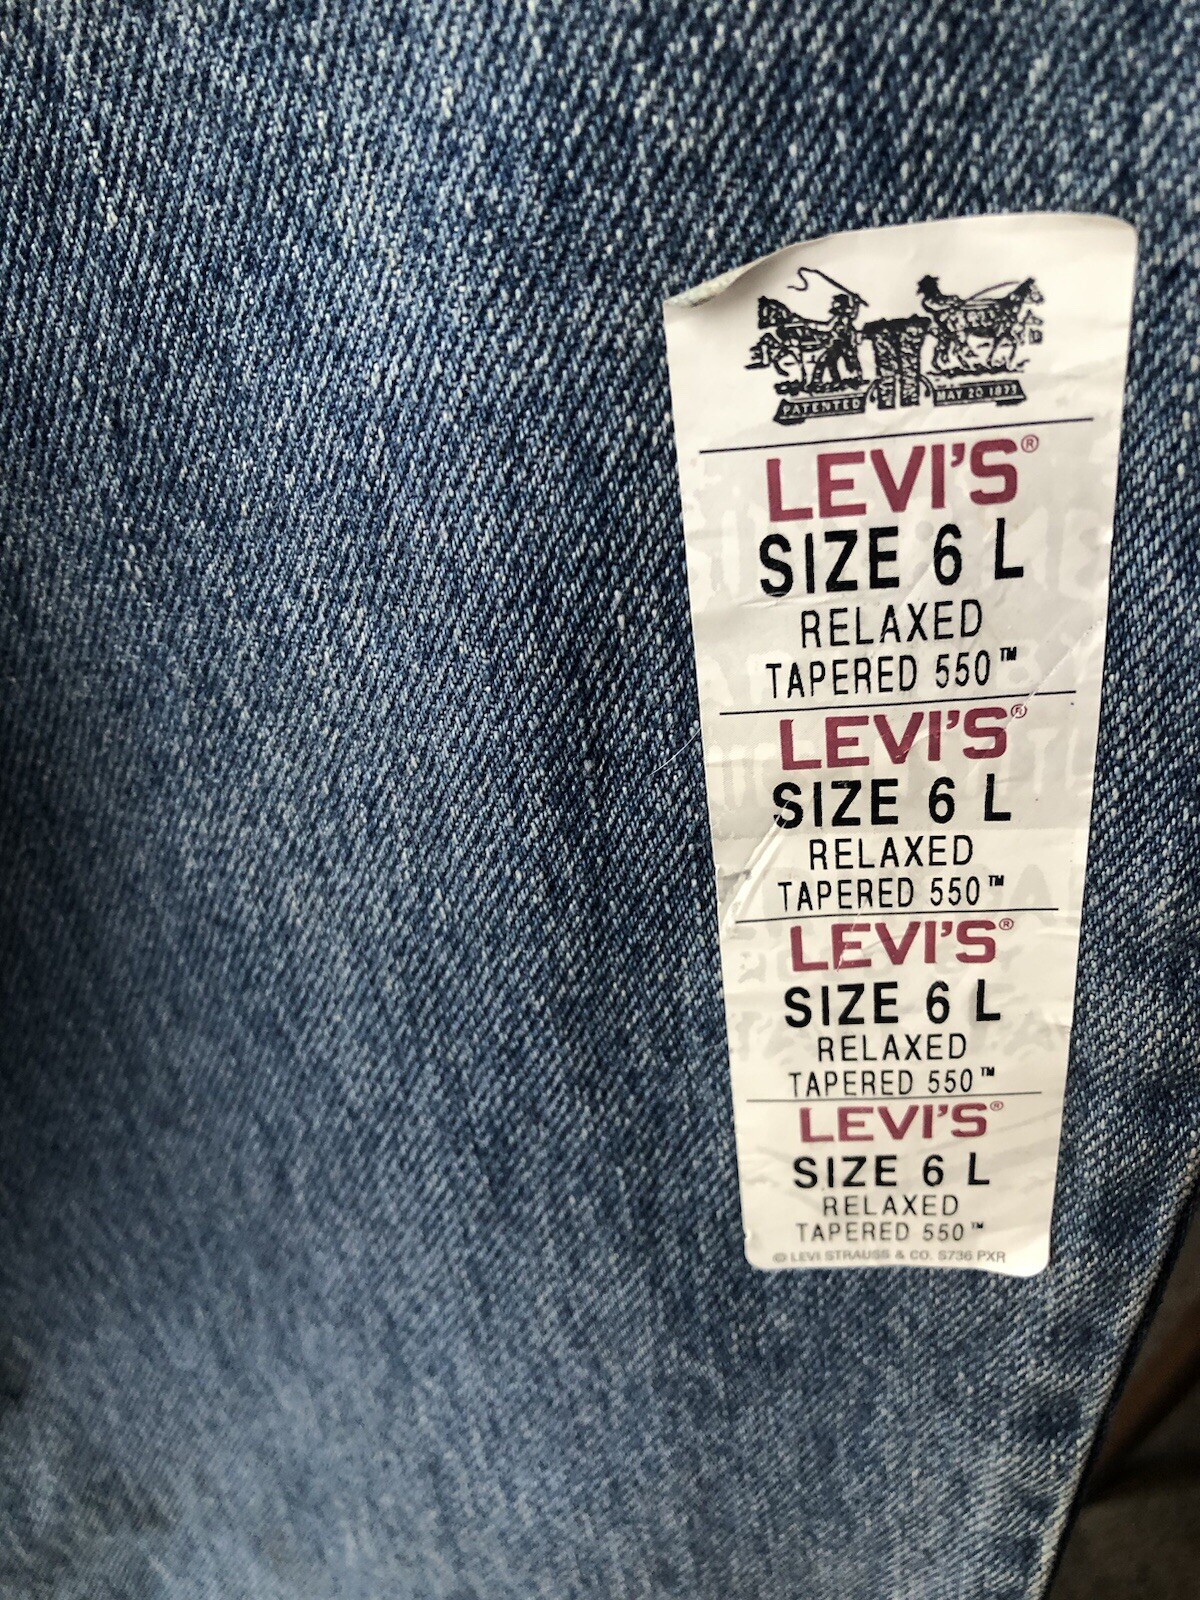 PATENTED MAY 20 1873
LEVI'S®
SIZE 6 L
RELAXED
TAPERED 550™
LEVI'S®
SIZE 6 L
RELAXED
TAPERED 550™
LEVI'S®
SIZE 6 L
RELAXED
TAPERED 550™
LEVI'S®
SIZE 6 L
RELAXED
TAPERED 550™
© LEVI STRAUSS & CO. S736 PXR